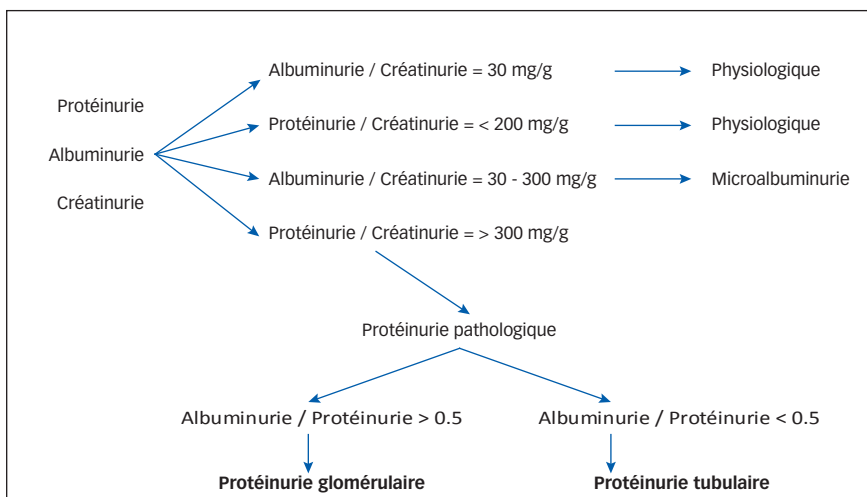 Albuminurie / Créatinurie = 30 mg/g
Physiologique
Protéinurie
Protéinurie / Créatinurie = < 200 mg/g
Physiologique
Albuminurie
Albuminurie / Créatinurie = 30 - 300 mg/g
Microalbuminurie
Créatinurie
Protéinurie / Créatinurie = > 300 mg/g
Protéinurie pathologique
Albuminurie / Protéinurie > 0.5
Albuminurie / Protéinurie < 0.5
Protéinurie glomérulaire
Protéinurie tubulaire